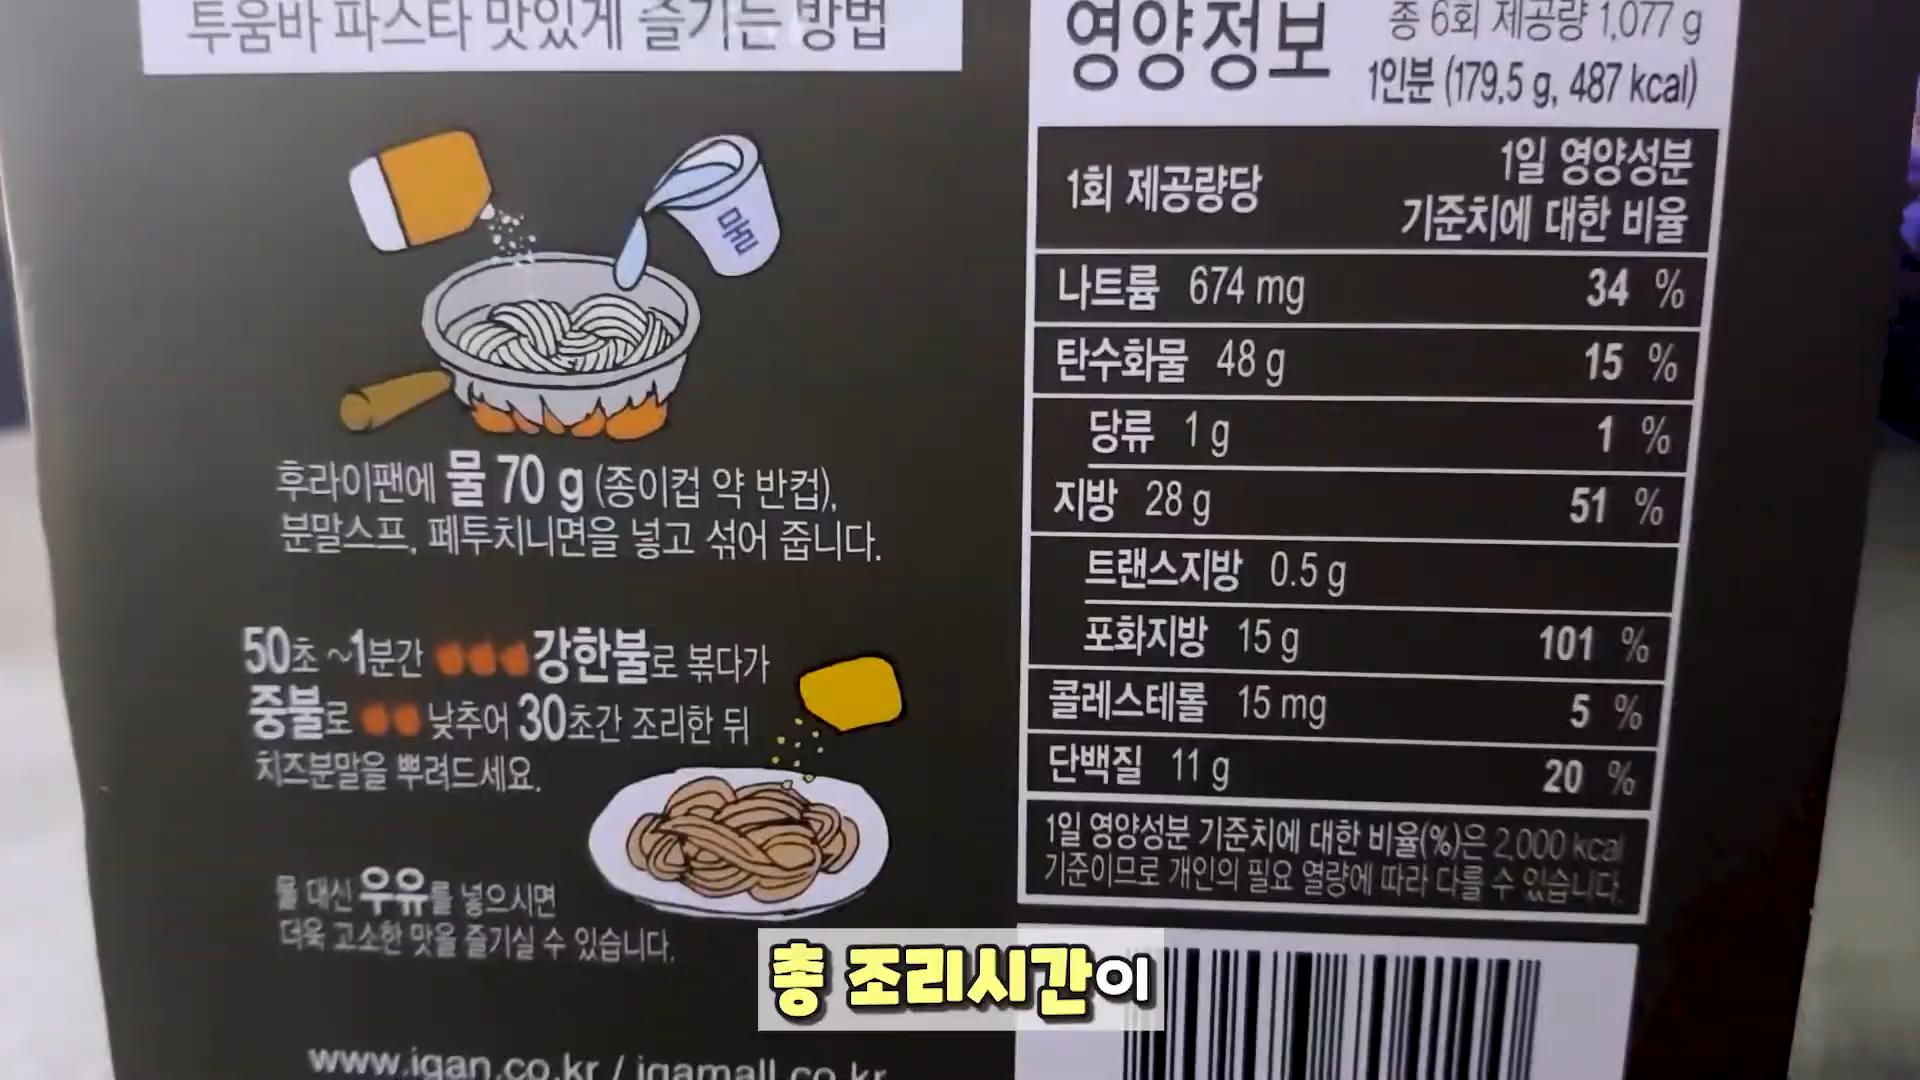 투움바 파스타 맛있게 즐기는 방법
물
후라이팬에 물 70 g (종이컵 약 반컵),
분말스프, 페투치니면을 넣고 섞어 줍니다.
50초~1분간 강한불로 볶다가
중불로 낮추어 30초간 조리한 뒤
치즈분말을 뿌려드세요.
물 대신 우유를 넣으시면
더욱 고소한 맛을 즐기실 수 있습니다.
www.igan.co.kr / igamall.co.kr
영양정보
총 6회 제공량 1,077 g
1인분 (179.5 g, 487 kcal)
1회 제공량당
1일 영양성분
기준치에 대한 비율
나트륨 674 mg 34 %
탄수화물 48 g 15 %
당류 1 g 1 %
지방 28 g 51 %
트랜스지방 0.5 g
포화지방 15 g 101 %
콜레스테롤 15 mg 5 %
단백질 11 g 20 %
1일 영양성분 기준치에 대한 비율(%)은 2,000 kcal
기준이므로 개인의 필요 열량에 따라 다를 수 있습니다.
총 조리시간이